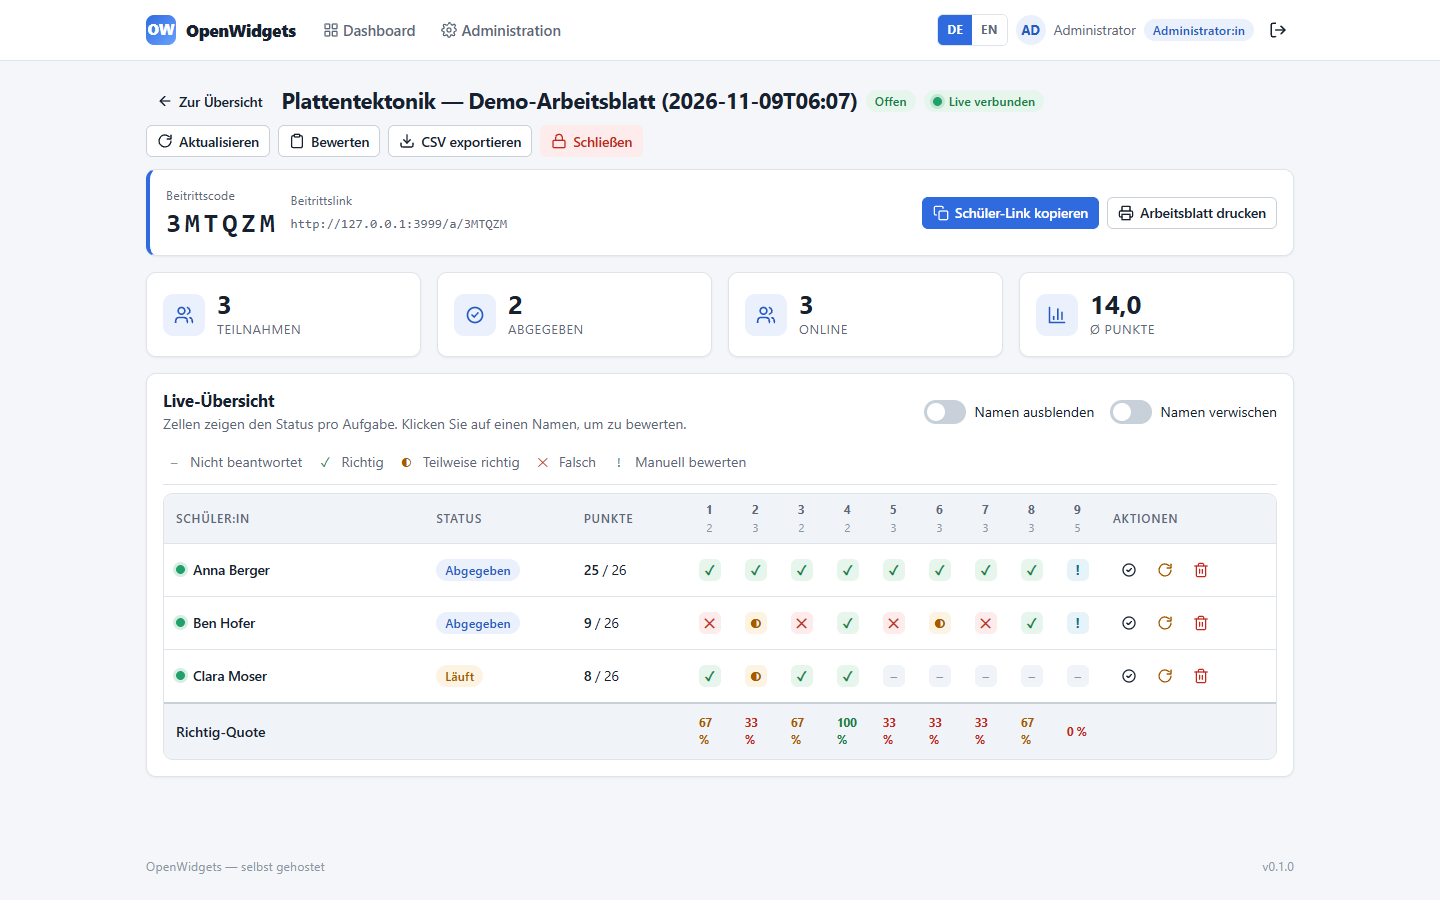 OW OpenWidgets Dashboard Administration DE EN AD Administrator Administrator:in
Zur Übersicht Plattentektonik — Demo-Arbeitsblatt (2026-11-09T06:07) Offen Live verbunden
Aktualisieren Bewerten CSV exportieren Schließen
Beitrittscode
3MTQZM
Beitrittslink
http://127.0.0.1:3999/a/3MTQZM
Schüler-Link kopieren Arbeitsblatt drucken
3
TEILNAHMEN
2
ABGEGEBEN
3
ONLINE
14,0
Ø PUNKTE
Live-Übersicht
Zellen zeigen den Status pro Aufgabe. Klicken Sie auf einen Namen, um zu bewerten.
Namen ausblenden Namen verwischen
– Nicht beantwortet ✓ Richtig ◐ Teilweise richtig ✕ Falsch ! Manuell bewerten
SCHÜLER:IN STATUS PUNKTE 1 2 3 4 5 6 7 8 9 AKTIONEN
2 3 2 2 3 3 3 3 5
Anna Berger Abgegeben 25 / 26 ✓ ✓ ✓ ✓ ✓ ✓ ✓ ✓ !
Ben Hofer Abgegeben 9 / 26 ✕ ◐ ✕ ✓ ✕ ◐ ✕ ✓ !
Clara Moser Läuft 8 / 26 ✓ ◐ ✓ ✓ – – – – –
Richtig-Quote 67 % 33 % 67 % 100 % 33 % 33 % 33 % 67 % 0 %
OpenWidgets — selbst gehostet v0.1.0